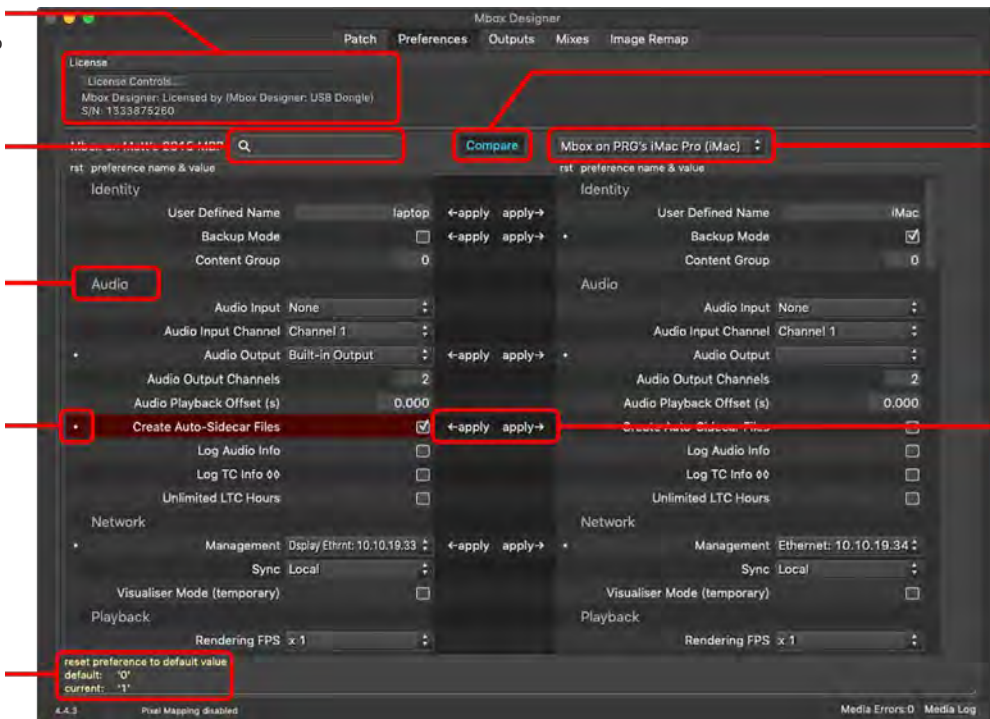 Mbox Designer
Patch Preferences Outputs Mixes Image Remap
License
License Controls...
Mbox Designer: Licensed by (Mbox Designer: USB Dongle)
S/N: 1333875260
Compare Mbox on PRG's iMac Pro (iMac)
rst preference name & value rst preference name & value
Identity Identity
User Defined Name laptop ←apply apply→ User Defined Name iMac
Backup Mode ←apply apply→ • Backup Mode
Content Group 0 Content Group 0
Audio Audio
Audio Input None Audio Input None
Audio Input Channel Channel 1 Audio Input Channel Channel 1
• Audio Output Built-in Output ←apply apply→ • Audio Output
Audio Output Channels 2 Audio Output Channels 2
Audio Playback Offset (s) 0.000 Audio Playback Offset (s) 0.000
• Create Auto-Sidecar Files ←apply apply→ Create Auto-Sidecar Files
Log Audio Info Log Audio Info
Log TC Info ◊◊ Log TC Info ◊◊
Unlimited LTC Hours Unlimited LTC Hours
Network Network
• Management Dsplay Ethrnt: 10.10.19.33 ←apply apply→ • Management Ethernet: 10.10.19.34
Sync Local Sync Local
Visualiser Mode (temporary) Visualiser Mode (temporary)
Playback Playback
Rendering FPS x 1 Rendering FPS x 1
reset preference to default value
default: '0'
current: '1'
4.4.3 Pixel Mapping disabled Media Errors:0 Media Log